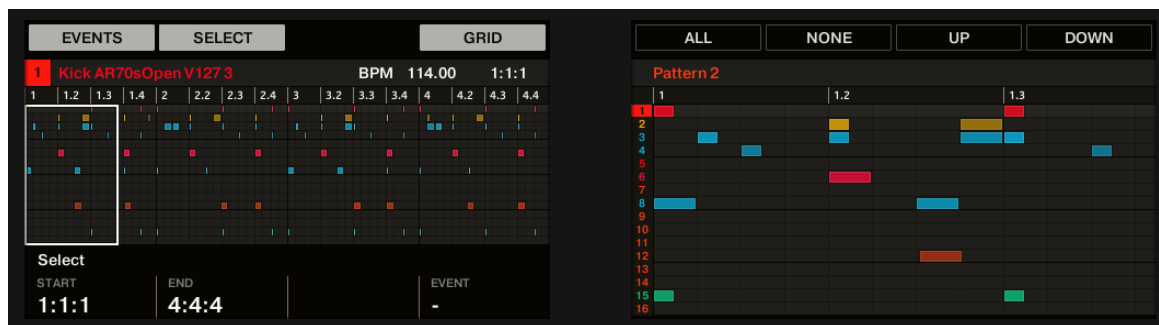 EVENTS SELECT GRID
1 Kick AR70sOpen V127 3 BPM 114.00 1:1:1
1 1.2 1.3 1.4 2 2.2 2.3 2.4 3 3.2 3.3 3.4 4 4.2 4.3 4.4
Select
START END EVENT
1:1:1 4:4:4 -
ALL NONE UP DOWN
Pattern 2
1 1.2 1.3
1
2
3
4
5
6
7
8
9
10
11
12
13
14
15
16